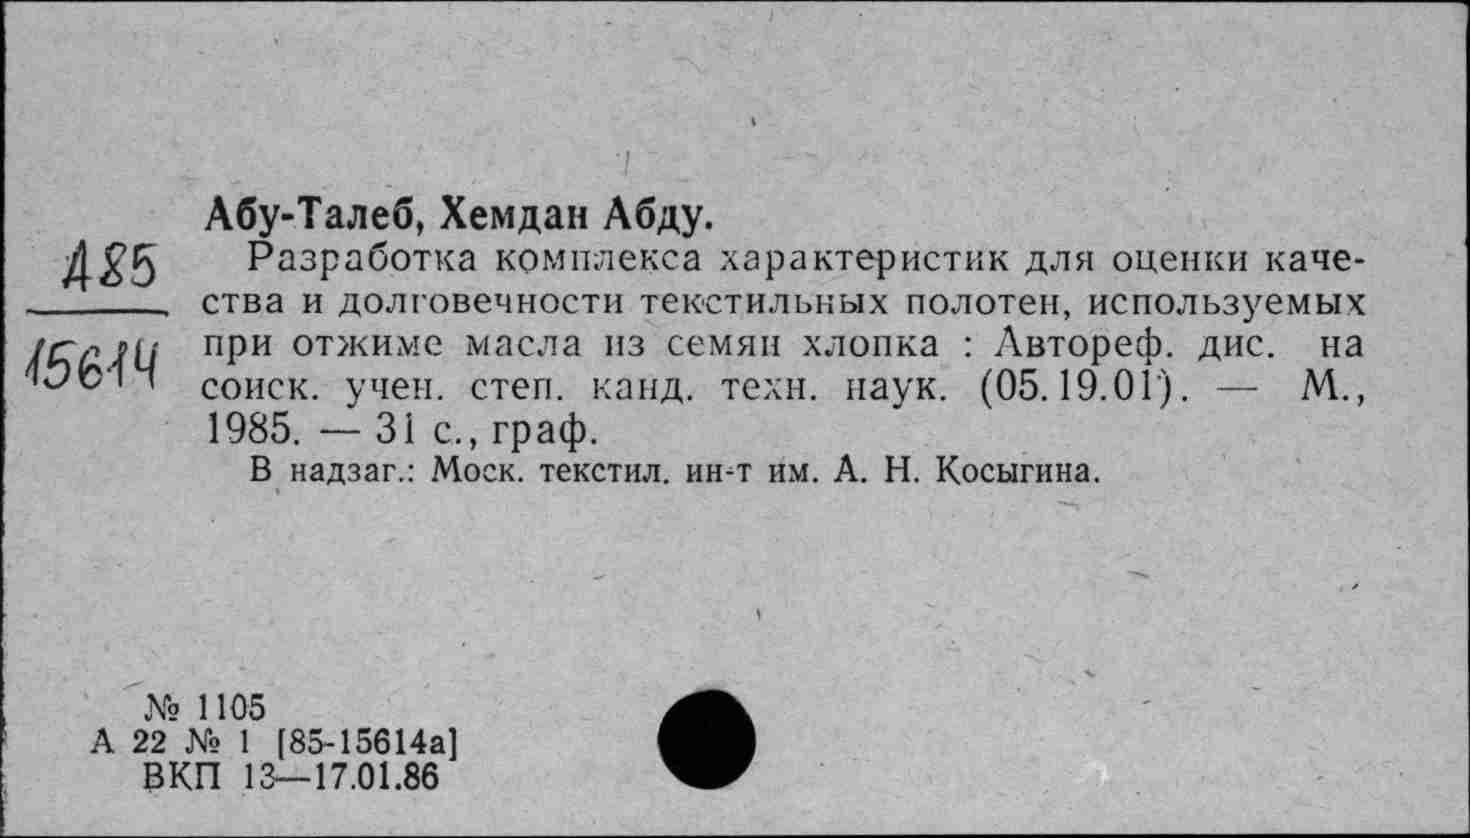 Абу-Талеб, Хемдан Абду.
А85
15614
Разработка комплекса характеристик для оценки каче-
ства и долговечности текстильных полотен, используемых
при отжиме масла из семян хлопка : Автореф. дис. на
соиск. учен. степ. канд. техн. наук. (05.19.01). — М.,
1985. — 31 с., граф.
В надзаг.: Моск. текстил. ин-т им. А. Н. Косыгина.
№ 1105
А 22 № 1 [85-15614а]
ВКП 13—17.01.86